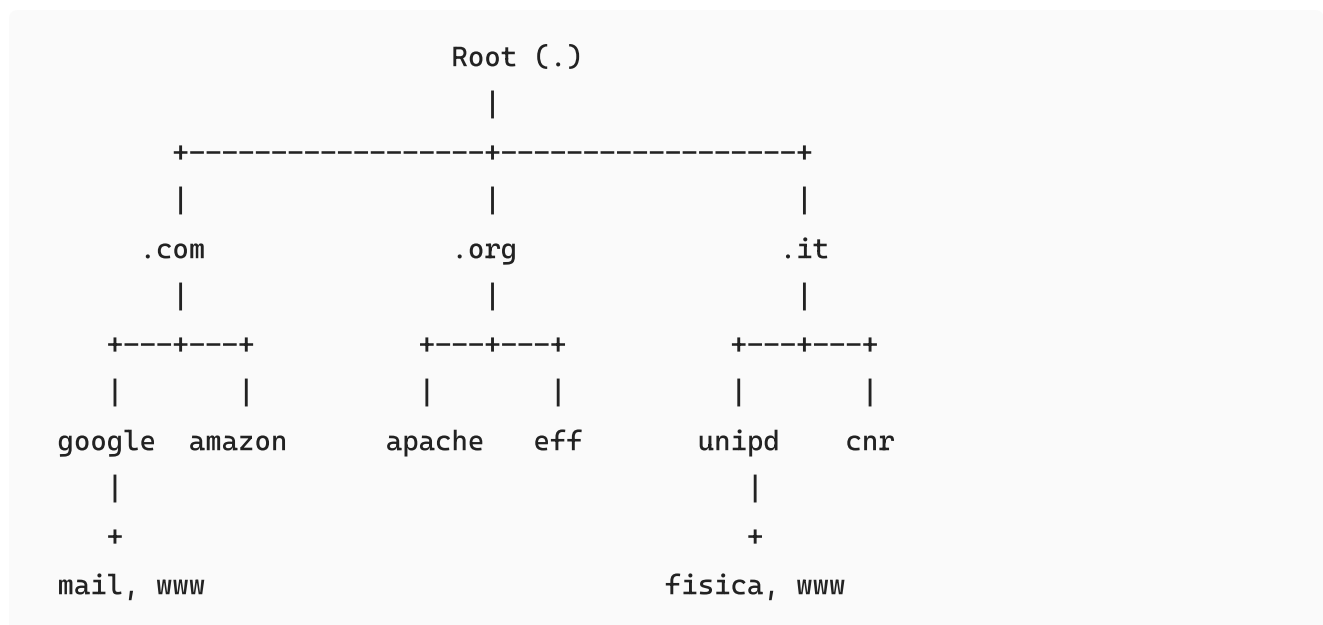 Root (.)
|
+------------------+------------------+
| | |
.com .org .it
| | |
+---+---+ +---+---+ +---+---+
| | | | | |
google amazon apache eff unipd cnr
| |
+ +
mail, www fisica, www